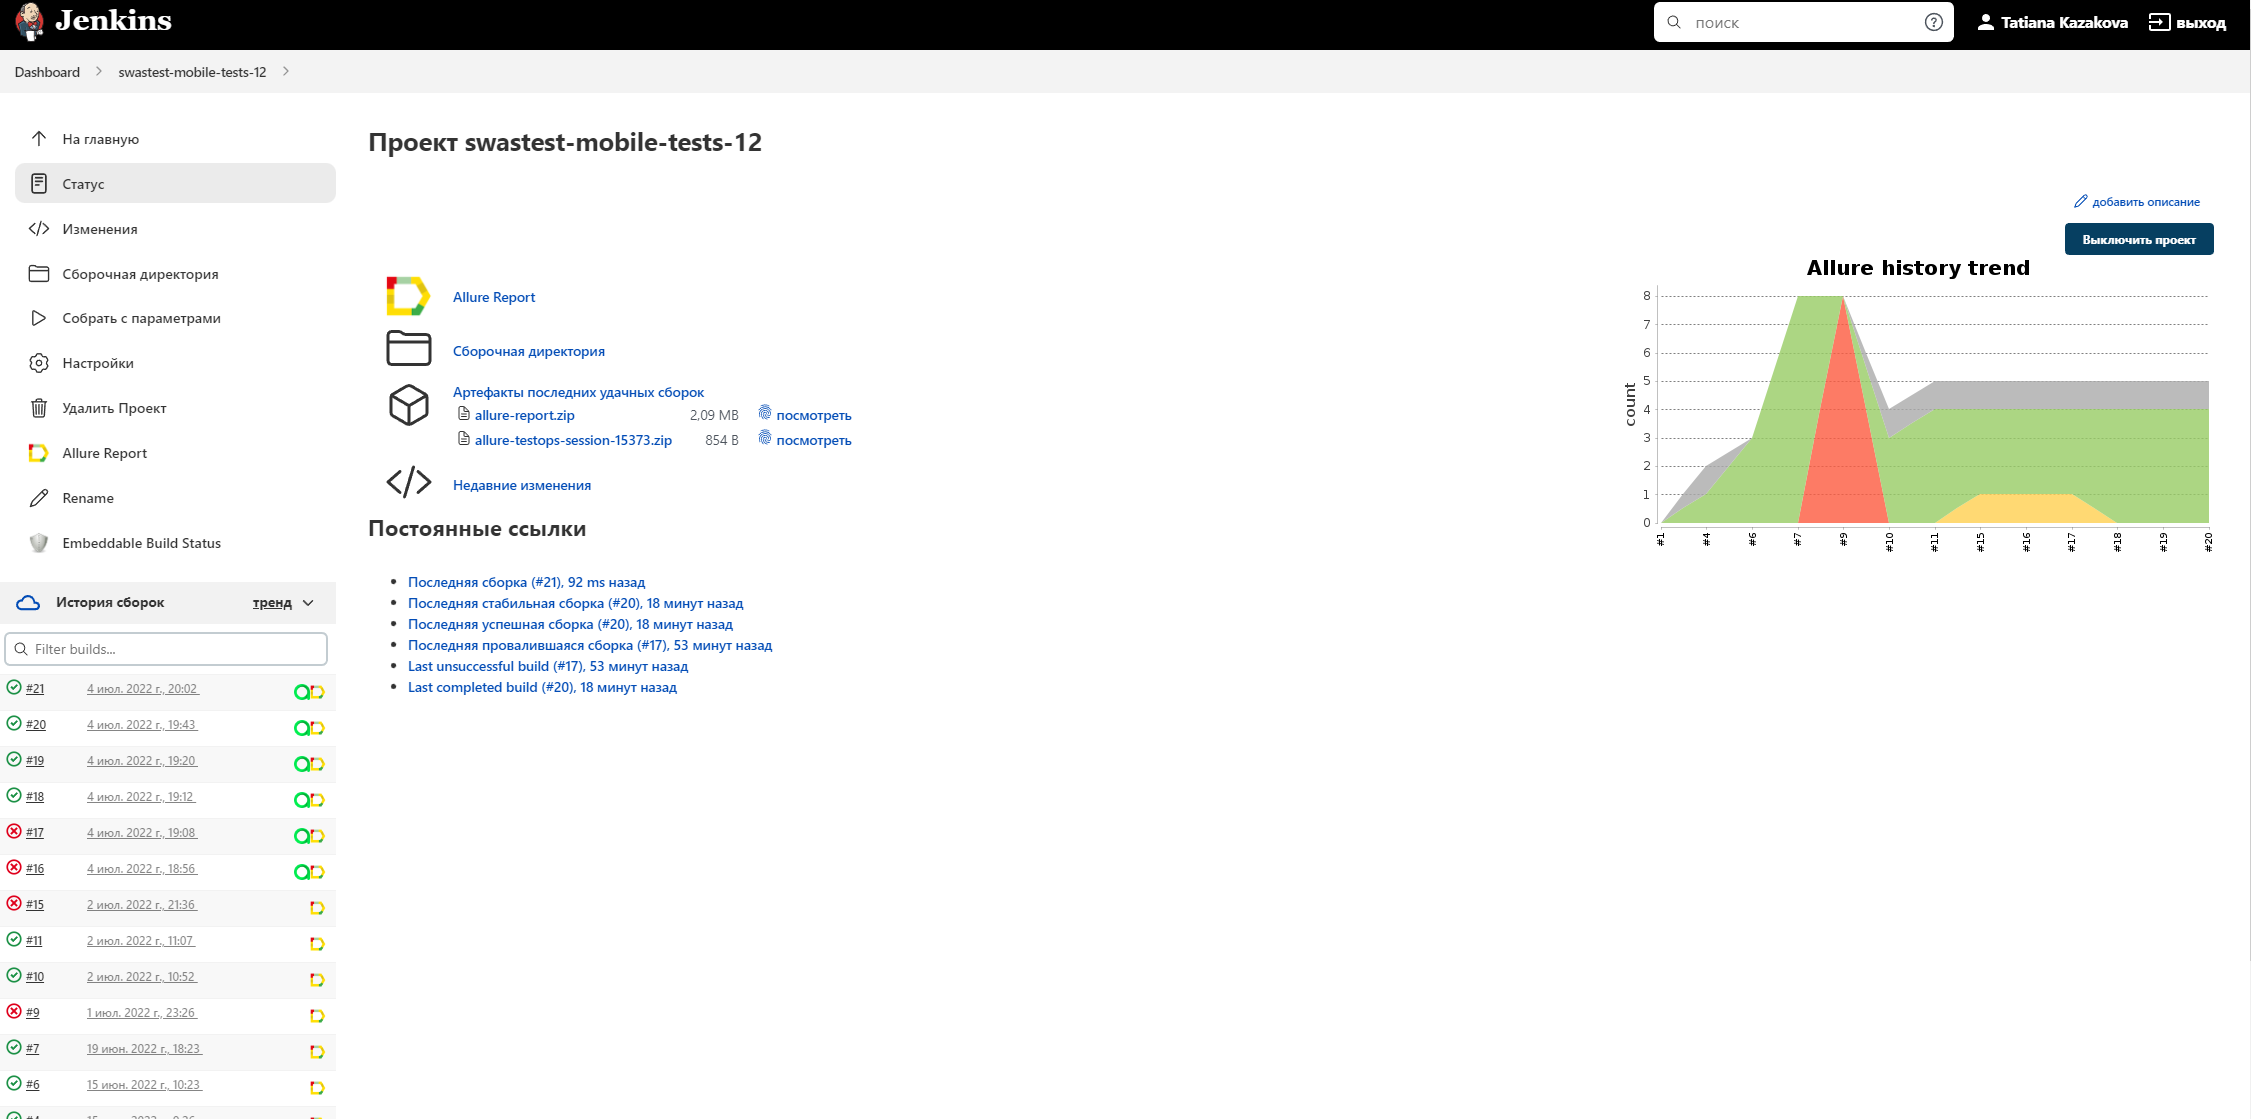 Jenkins
поиск
Tatiana Kazakova
выход
Dashboard
swastest-mobile-tests-12
На главную
Статус
Изменения
Сборочная директория
Собрать с параметрами
Настройки
Удалить Проект
Allure Report
Rename
Embeddable Build Status
История сборок
тренд
Filter builds...
#21 4 июл. 2022 г., 20:02
#20 4 июл. 2022 г., 19:43
#19 4 июл. 2022 г., 19:20
#18 4 июл. 2022 г., 19:12
#17 4 июл. 2022 г., 19:08
#16 4 июл. 2022 г., 18:56
#15 2 июл. 2022 г., 21:36
#11 2 июл. 2022 г., 11:07
#10 2 июл. 2022 г., 10:52
#9 1 июл. 2022 г., 23:26
#7 19 июн. 2022 г., 18:23
#6 15 июн. 2022 г., 10:23
Проект swastest-mobile-tests-12
добавить описание
Выключить проект
Allure Report
Сборочная директория
Артефакты последних удачных сборок
allure-report.zip 2,09 MB посмотреть
allure-testops-session-15373.zip 854 B посмотреть
Недавние изменения
Постоянные ссылки
Последняя сборка (#21), 92 ms назад
Последняя стабильная сборка (#20), 18 минут назад
Последняя успешная сборка (#20), 18 минут назад
Последняя провалившаяся сборка (#17), 53 минут назад
Last unsuccessful build (#17), 53 минут назад
Last completed build (#20), 18 минут назад
Allure history trend
count
8
7
6
5
4
3
2
1
0
#1 #4 #6 #7 #9 #10 #11 #15 #16 #17 #18 #19 #20